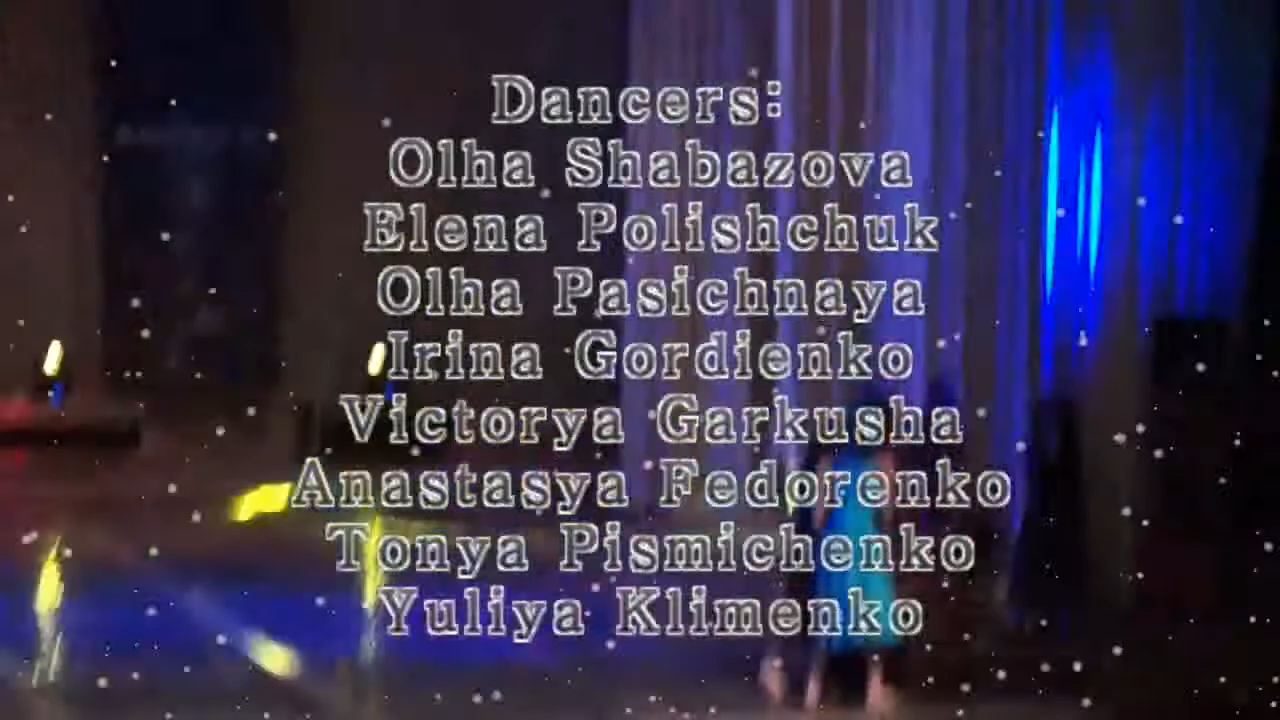 Dancers:
Olha Shabazova
Elena Polishchuk
Olha Pasichnaya
Irina Gordienko
Victorya Garkusha
Anastasya Fedorenko
Tonya Pismichenko
Yuliya Klimenko